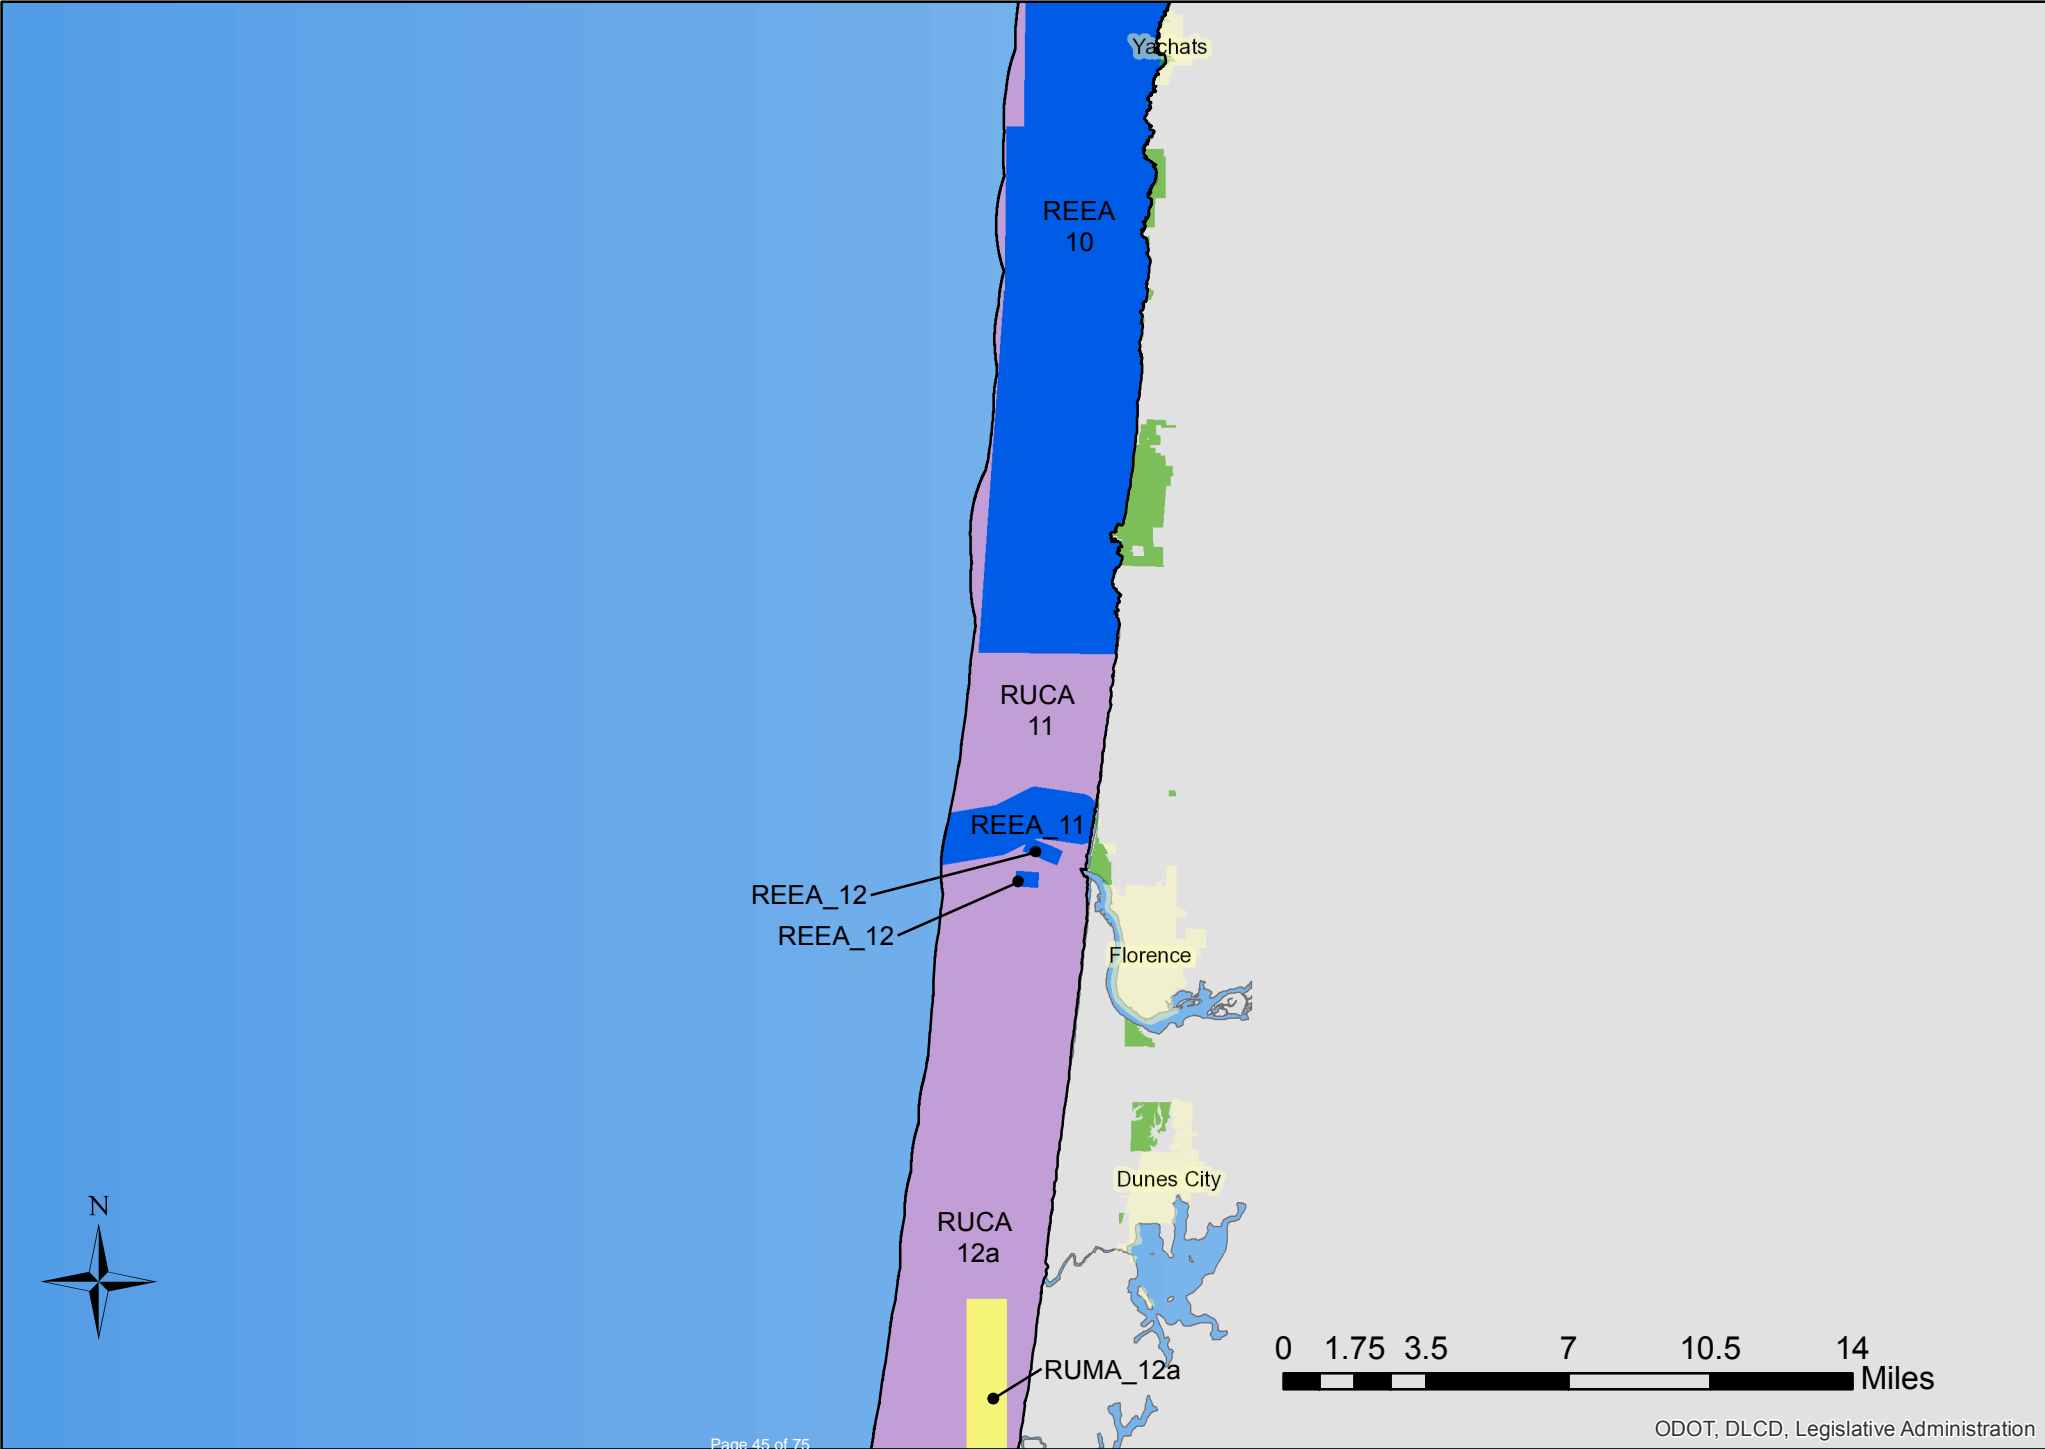 Yachats
REEA
10
RUCA
11
REEA_11
REEA_12
REEA_12
Florence
Dunes City
RUCA
12a
N
RUMA_12a
0 1.75 3.5 7 10.5 14
Miles
ODOT, DLCD, Legislative Administration
Page 45 of 75